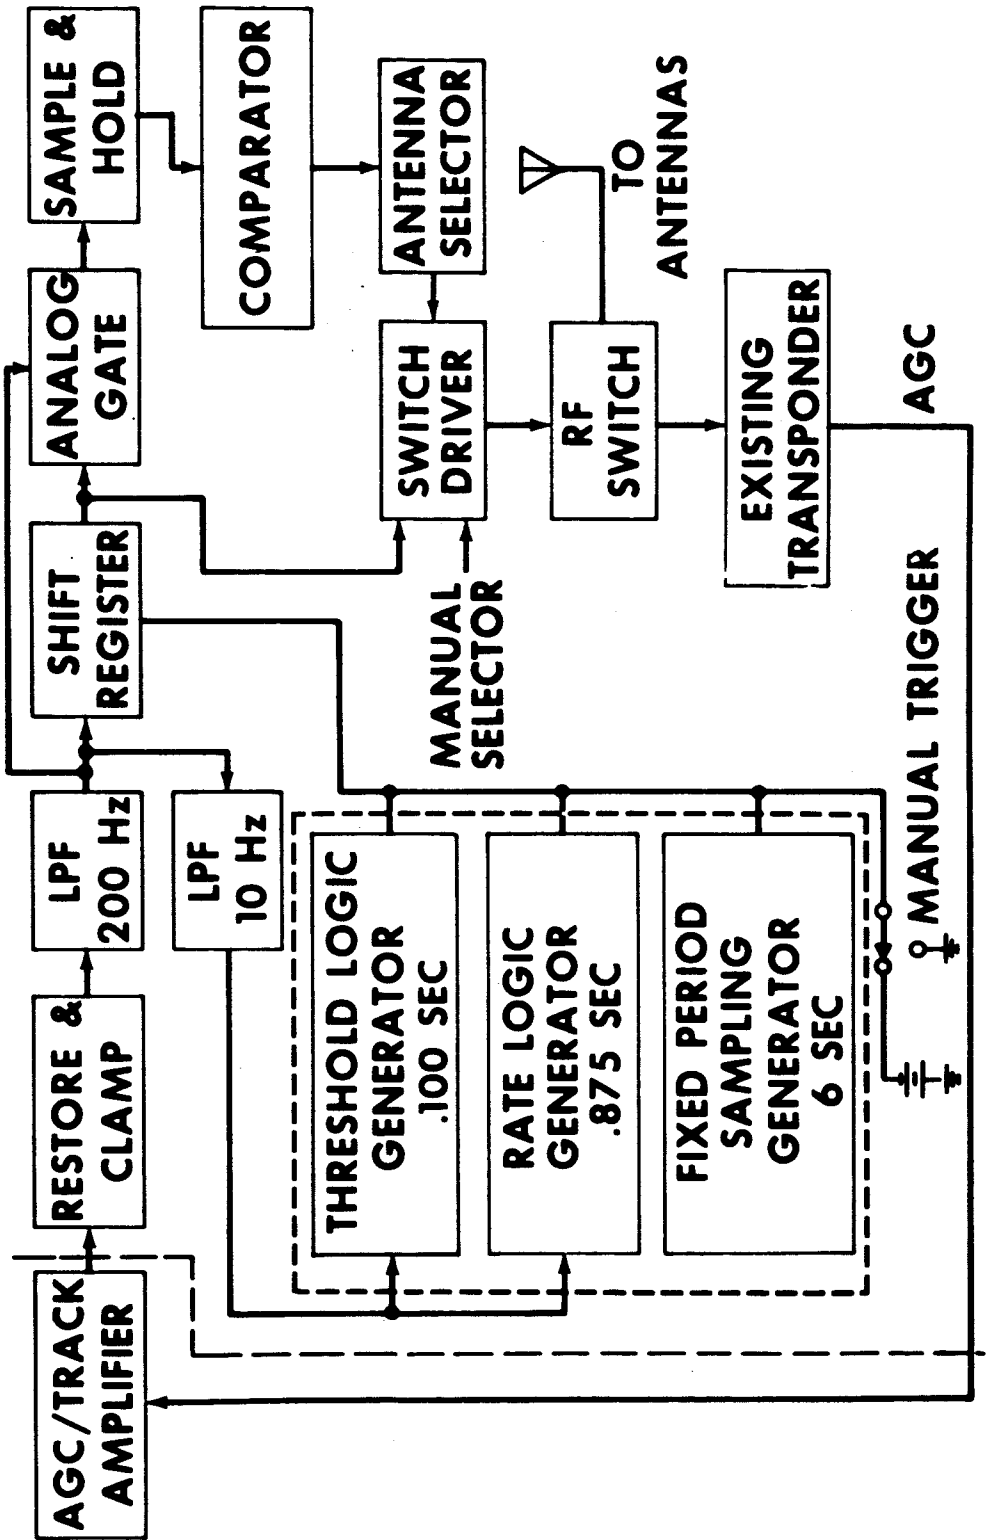 AGC/TRACK
AMPLIFIER
RESTORE &
CLAMP
LPF
200 Hz
SHIFT
REGISTER
ANALOG
GATE
SAMPLE &
HOLD
LPF
10 Hz
COMPARATOR
THRESHOLD LOGIC
GENERATOR
.100 SEC
MANUAL
SELECTOR
SWITCH
DRIVER
ANTENNA
SELECTOR
RATE LOGIC
GENERATOR
.875 SEC
RF
SWITCH
TO
ANTENNAS
FIXED PERIOD
SAMPLING
GENERATOR
6 SEC
EXISTING
TRANSPONDER
MANUAL TRIGGER
AGC